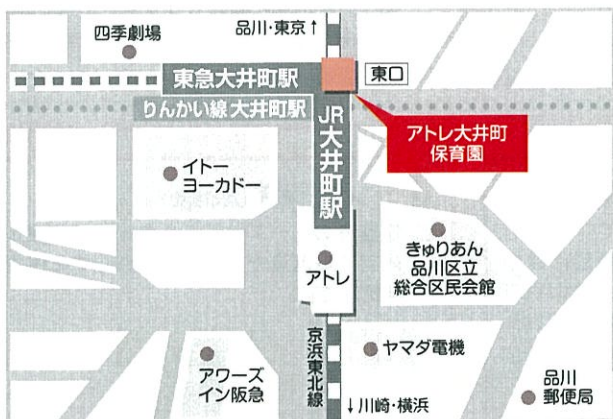 四季劇場
品川・東京↑
東急大井町駅
東口
りんかい線 大井町駅
JR大井町駅
アトレ大井町
保育園
イトー
ヨーカドー
きゅりあん
品川区立
総合区民会館
アトレ
京浜東北線
ヤマダ電機
アワーズ
イン阪急
↓川崎・横浜
品川
郵便局